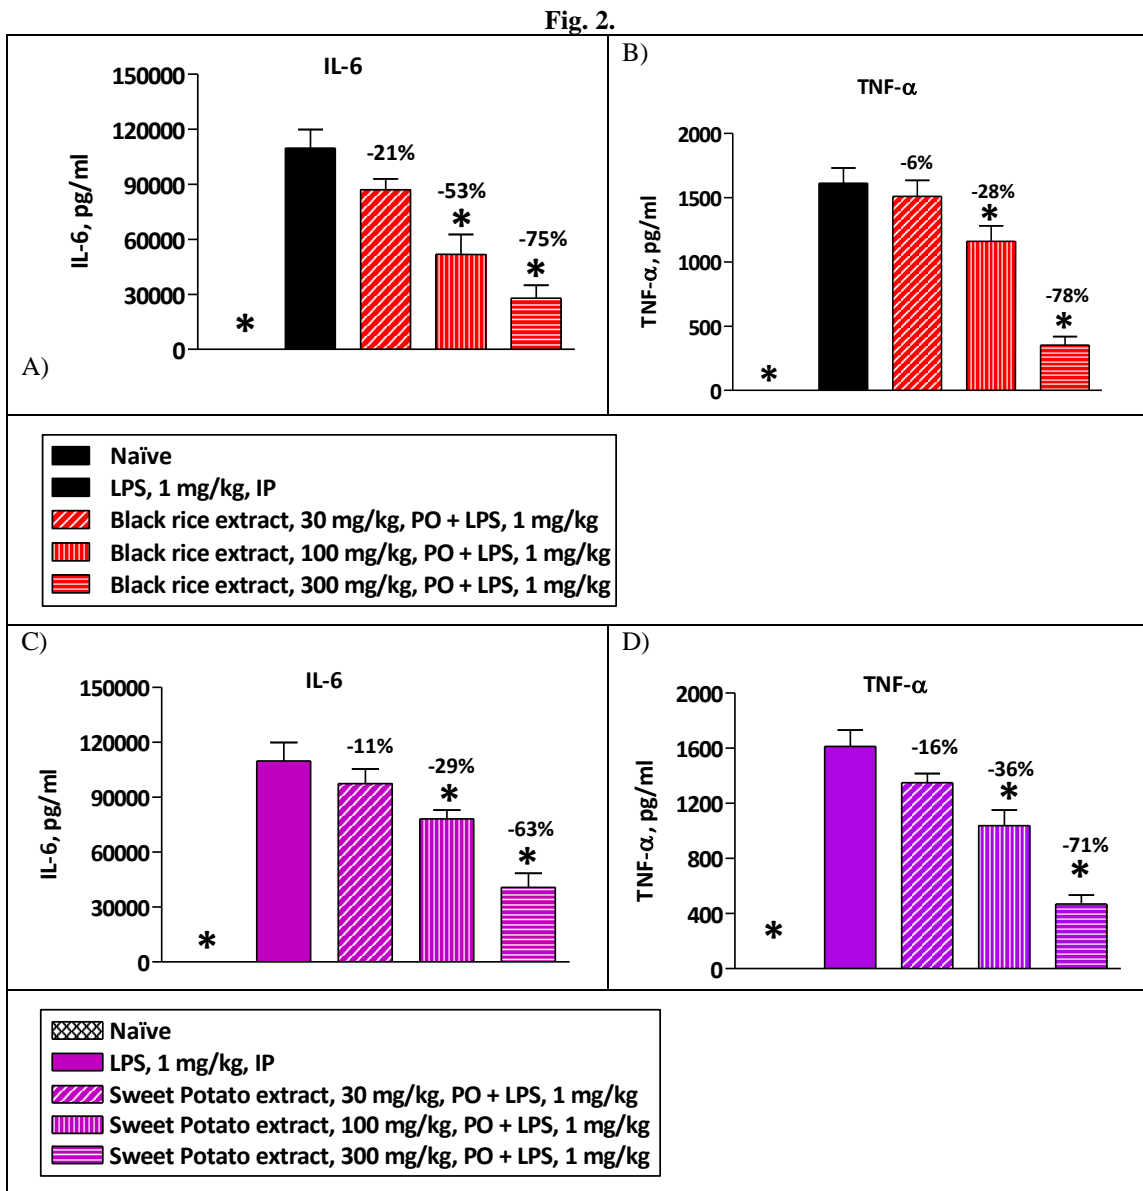 Fig. 2.
A)
IL-6
IL-6, pg/ml
150000
120000
90000
60000
30000
0
*
-21%
-53%
*
-75%
*
B)
TNF-α
TNF-α, pg/ml
2000
1500
1000
500
0
*
-6%
-28%
*
-78%
*
Naïve
LPS, 1 mg/kg, IP
Black rice extract, 30 mg/kg, PO + LPS, 1 mg/kg
Black rice extract, 100 mg/kg, PO + LPS, 1 mg/kg
Black rice extract, 300 mg/kg, PO + LPS, 1 mg/kg
C)
IL-6
IL-6, pg/ml
150000
120000
90000
60000
30000
0
*
-11%
-29%
*
-63%
*
D)
TNF-α
TNF-α, pg/ml
2000
1600
1200
800
400
0
*
-16%
-36%
*
-71%
*
Naïve
LPS, 1 mg/kg, IP
Sweet Potato extract, 30 mg/kg, PO + LPS, 1 mg/kg
Sweet Potato extract, 100 mg/kg, PO + LPS, 1 mg/kg
Sweet Potato extract, 300 mg/kg, PO + LPS, 1 mg/kg